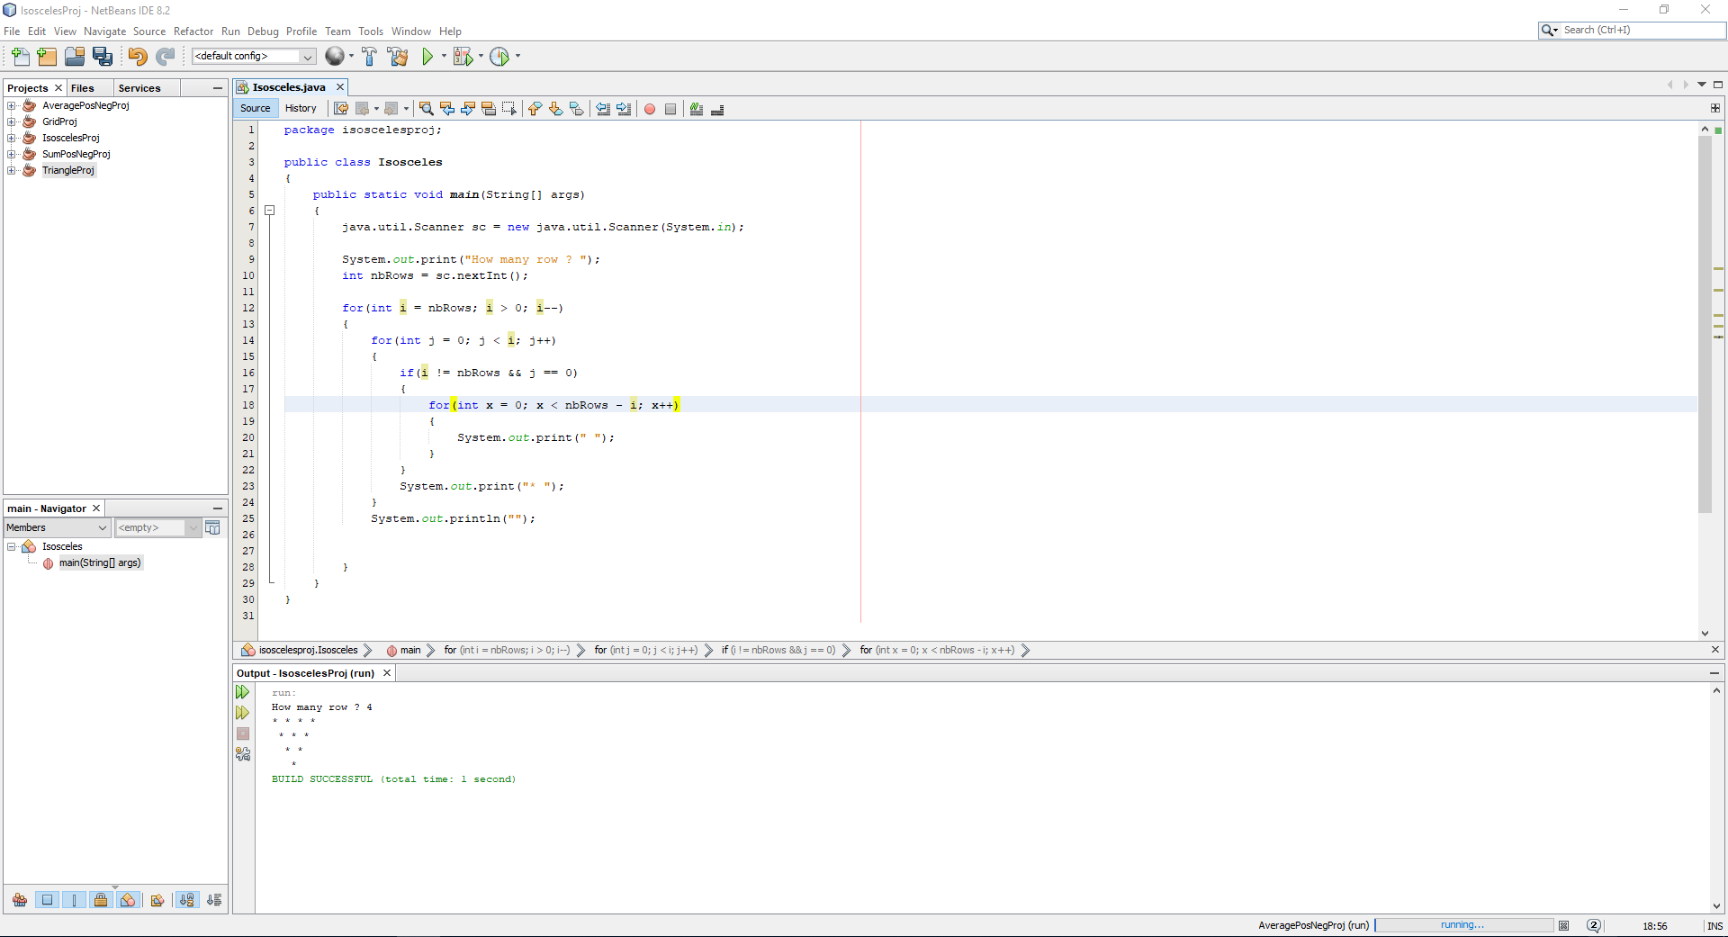 IsoscelesProj - NetBeans IDE 8.2
File Edit View Navigate Source Refactor Run Debug Profile Team Tools Window Help
Search (Ctrl+I)
<default config>
Projects Files Services
AveragePosNegProj
GridProj
IsoscelesProj
SumPosNegProj
TriangleProj
Isosceles.java
Source History
1 package isoscelesproj;
2
3 public class Isosceles
4 {
5 public static void main(String[] args)
6 {
7 java.util.Scanner sc = new java.util.Scanner(System.in);
8
9 System.out.print("How many row ? ");
10 int nbRows = sc.nextInt();
11
12 for(int i = nbRows; i > 0; i--)
13 {
14 for(int j = 0; j < i; j++)
15 {
16 if(i != nbRows && j == 0)
17 {
18 for(int x = 0; x < nbRows - i; x++)
19 {
20 System.out.print(" ");
21 }
22 }
23 System.out.print("* ");
24 }
25 System.out.println("");
26
27
28 }
29 }
30 }
31
isoscelesproj.Isosceles main for (int i = nbRows; i > 0; i--) for (int j = 0; j < i; j++) if (i != nbRows && j == 0) for (int x = 0; x < nbRows - i; x++)
main - Navigator
Members <empty>
Isosceles
main(String[] args)
Output - IsoscelesProj (run)
run:
How many row ? 4
* * * *
* * *
* *
*
BUILD SUCCESSFUL (total time: 1 second)
AveragePosNegProj (run) running... 2 18:56 INS